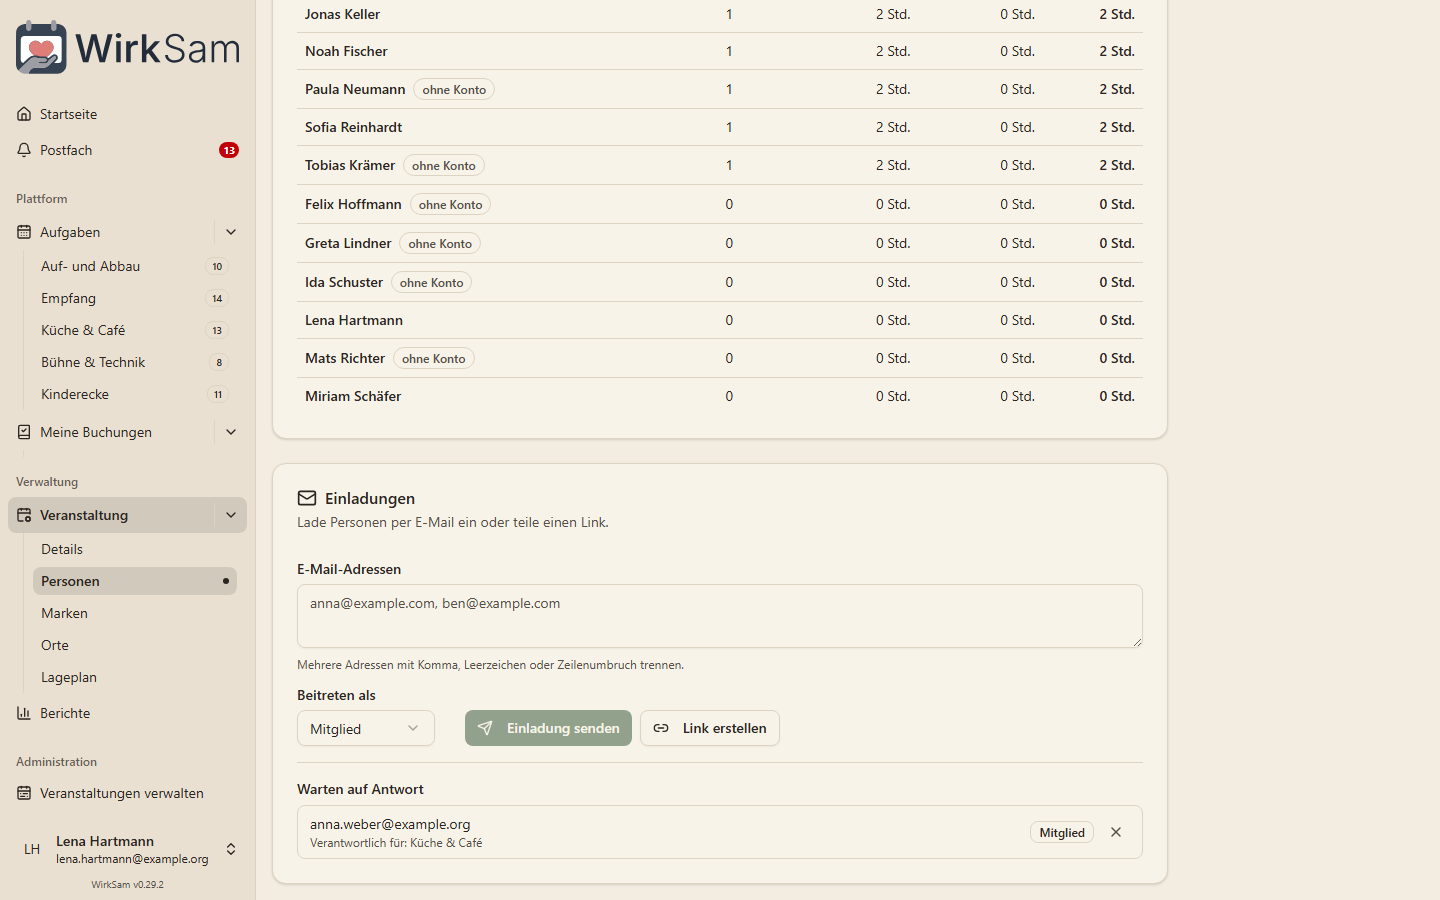 WirkSam
Startseite
Postfach 13
Plattform
Aufgaben
Auf- und Abbau 10
Empfang 14
Küche & Café 13
Bühne & Technik 8
Kinderecke 11
Meine Buchungen
Verwaltung
Veranstaltung
Details
Personen
Marken
Orte
Lageplan
Berichte
Administration
Veranstaltungen verwalten
LH Lena Hartmann
lena.hartmann@example.org
WirkSam v0.29.2
Jonas Keller 1 2 Std. 0 Std. 2 Std.
Noah Fischer 1 2 Std. 0 Std. 2 Std.
Paula Neumann ohne Konto 1 2 Std. 0 Std. 2 Std.
Sofia Reinhardt 1 2 Std. 0 Std. 2 Std.
Tobias Krämer ohne Konto 1 2 Std. 0 Std. 2 Std.
Felix Hoffmann ohne Konto 0 0 Std. 0 Std. 0 Std.
Greta Lindner ohne Konto 0 0 Std. 0 Std. 0 Std.
Ida Schuster ohne Konto 0 0 Std. 0 Std. 0 Std.
Lena Hartmann 0 0 Std. 0 Std. 0 Std.
Mats Richter ohne Konto 0 0 Std. 0 Std. 0 Std.
Miriam Schäfer 0 0 Std. 0 Std. 0 Std.
Einladungen
Lade Personen per E-Mail ein oder teile einen Link.
E-Mail-Adressen
anna@example.com, ben@example.com
Mehrere Adressen mit Komma, Leerzeichen oder Zeilenumbruch trennen.
Beitreten als
Mitglied Einladung senden Link erstellen
Warten auf Antwort
anna.weber@example.org
Verantwortlich für: Küche & Café
Mitglied